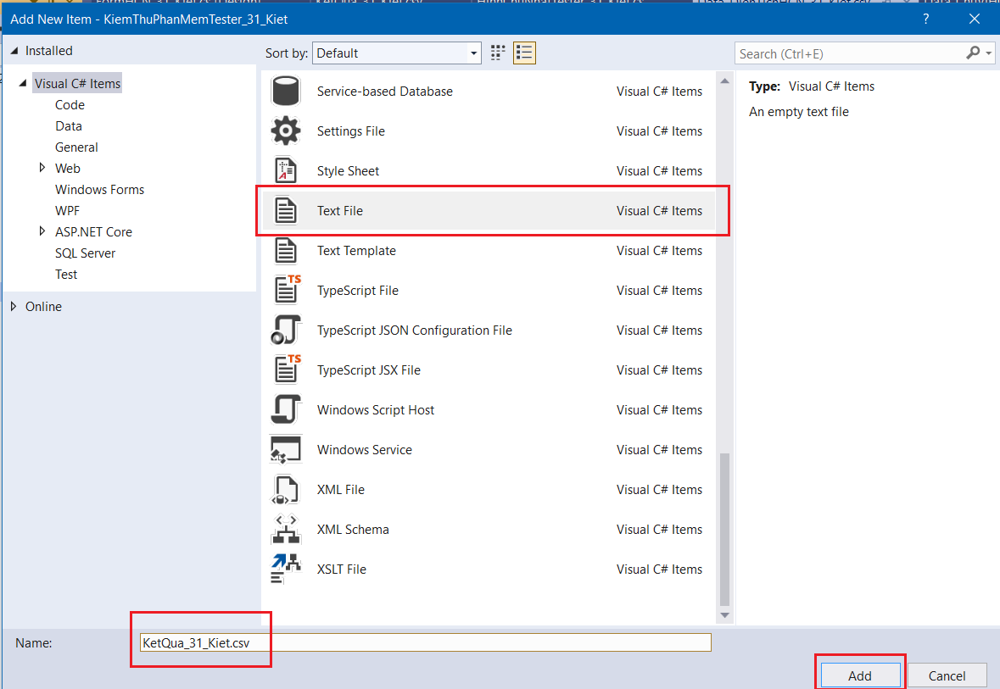 Add New Item - KiemThuPhanMemTester_31_Kiet
?
Installed
Sort by: Default
Search (Ctrl+E)
Visual C# Items
Code
Data
General
Web
Windows Forms
WPF
ASP.NET Core
SQL Server
Test
Online
Service-based Database Visual C# Items
Settings File Visual C# Items
Style Sheet Visual C# Items
Text File Visual C# Items
Text Template Visual C# Items
TS
TypeScript File Visual C# Items
TypeScript JSON Configuration File Visual C# Items
TS
TypeScript JSX File Visual C# Items
Windows Script Host Visual C# Items
Windows Service Visual C# Items
XML File Visual C# Items
XML Schema Visual C# Items
XSLT File Visual C# Items
Type: Visual C# Items
An empty text file
Name: KetQua_31_Kiet.csv
Add
Cancel